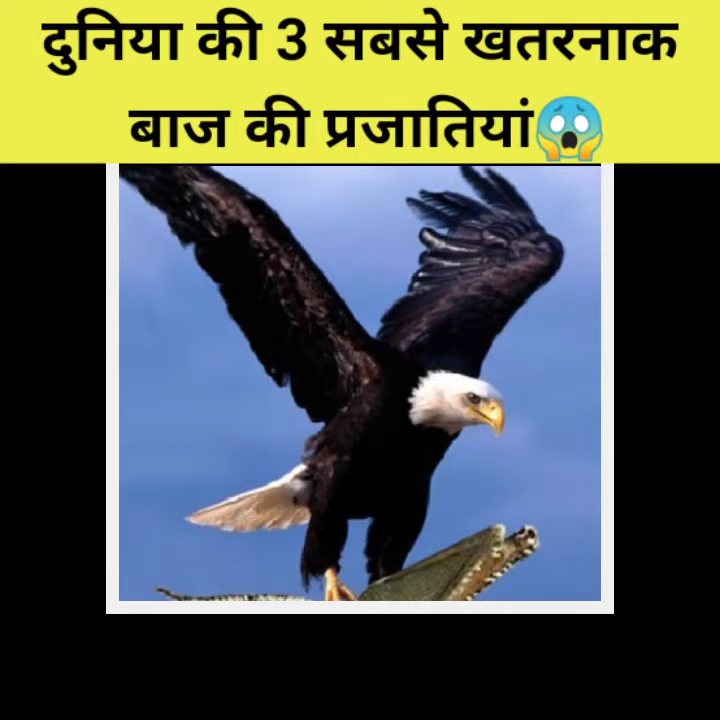 दुनिया की 3 सबसे खतरनाक
बाज की प्रजातियां😱